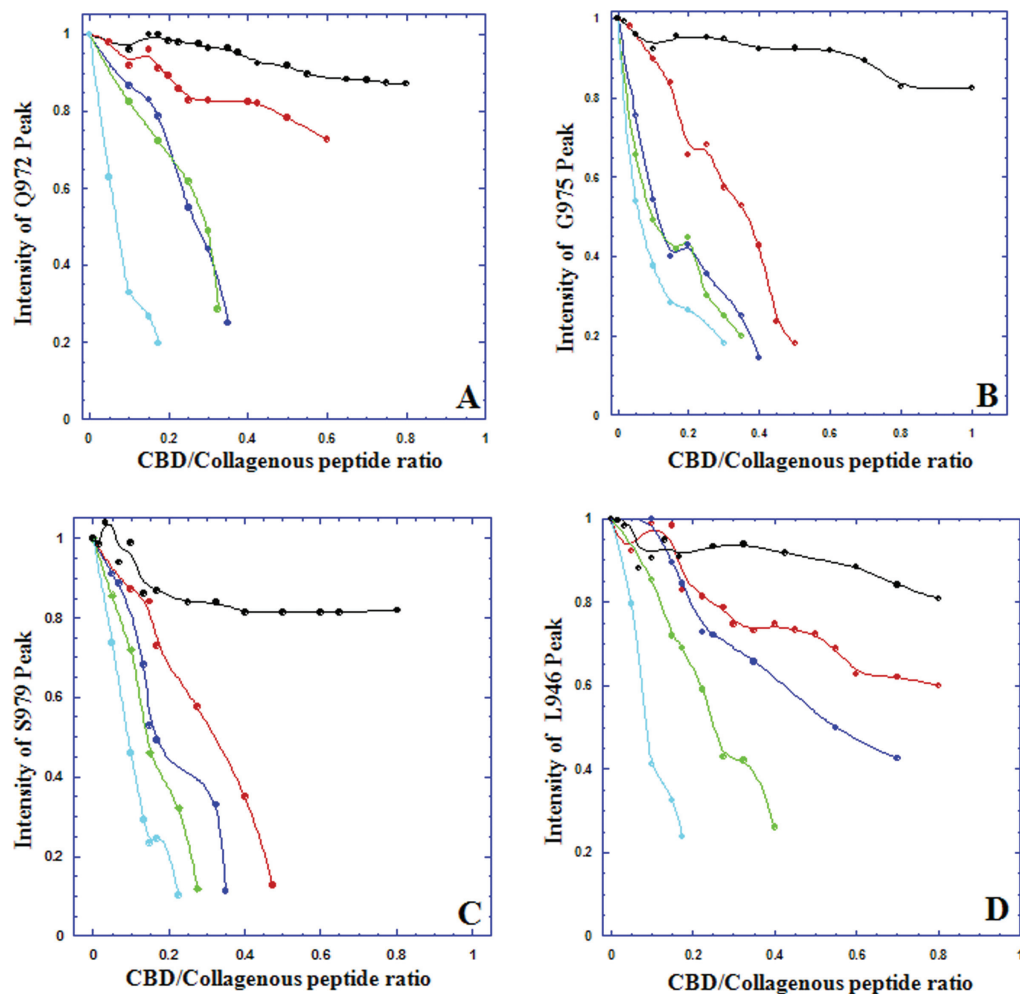 Intensity of Q972 Peak
1
0.8
0.6
0.4
0.2
0
0 0.2 0.4 0.6 0.8 1
CBD/Collagenous peptide ratio
A
Intensity of G975 Peak
1
0.8
0.6
0.4
0.2
0
0 0.2 0.4 0.6 0.8 1
CBD/Collagenous peptide ratio
B
Intensity of S979 Peak
1
0.8
0.6
0.4
0.2
0
0 0.2 0.4 0.6 0.8 1
CBD/Collagenous peptide ratio
C
Intensity of L946 Peak
1
0.8
0.6
0.4
0.2
0
0 0.2 0.4 0.6 0.8 1
CBD/Collagenous peptide ratio
D